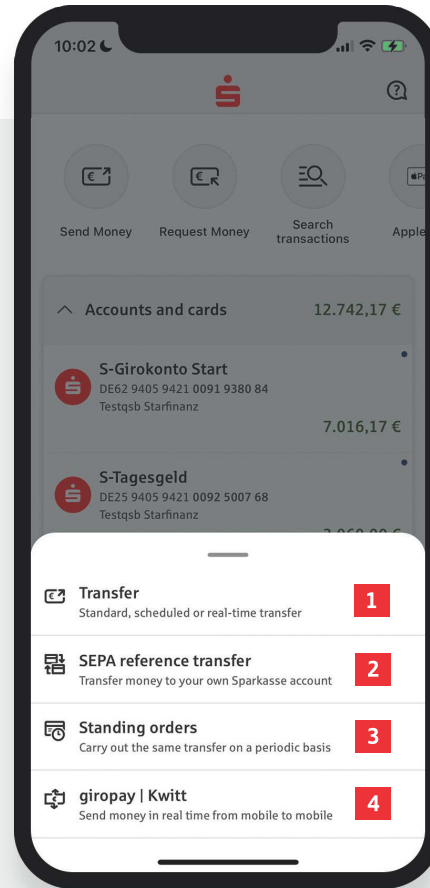 10:02
Send Money
Request Money
Search
transactions
Apple
Accounts and cards 12.742,17 €
S-Girokonto Start
DE62 9405 9421 0091 9380 84
Testqsb Starfinanz
7.016,17 €
S-Tagesgeld
DE25 9405 9421 0092 5007 68
Testqsb Starfinanz
Transfer
Standard, scheduled or real-time transfer
1
SEPA reference transfer
Transfer money to your own Sparkasse account
2
Standing orders
Carry out the same transfer on a periodic basis
3
giropay | Kwitt
Send money in real time from mobile to mobile
4